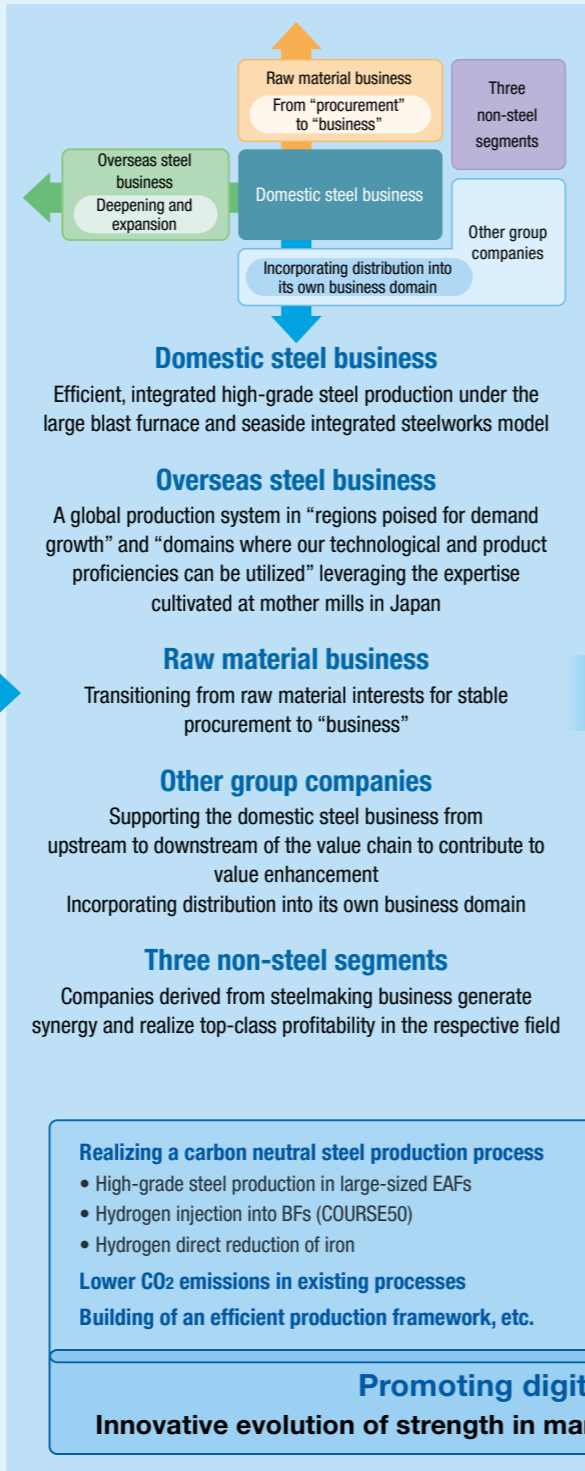 Raw material business
From “procurement”
to “business”
Three
non-steel
segments
Overseas steel
business
Deepening and
expansion
Domestic steel business
Other group
companies
Incorporating distribution into
its own business domain
Domestic steel business
Efficient, integrated high-grade steel production under the
large blast furnace and seaside integrated steelworks model
Overseas steel business
A global production system in “regions poised for demand
growth” and “domains where our technological and product
proficiencies can be utilized” leveraging the expertise
cultivated at mother mills in Japan
Raw material business
Transitioning from raw material interests for stable
procurement to “business”
Other group companies
Supporting the domestic steel business from
upstream to downstream of the value chain to contribute to
value enhancement
Incorporating distribution into its own business domain
Three non-steel segments
Companies derived from steelmaking business generate
synergy and realize top-class profitability in the respective field
Realizing a carbon neutral steel production process
• High-grade steel production in large-sized EAFs
• Hydrogen injection into BFs (COURSE50)
• Hydrogen direct reduction of iron
Lower CO2 emissions in existing processes
Building of an efficient production framework, etc.
Promoting digit
Innovative evolution of strength in ma